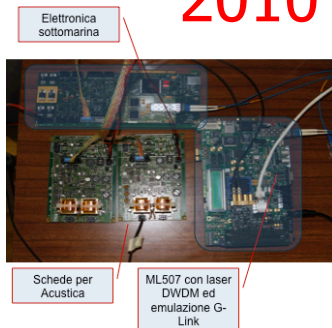 2010
Elettronica
sottomarina
Schede per
Acustica
ML507 con laser
DWDM ed
emulazione G-
Link